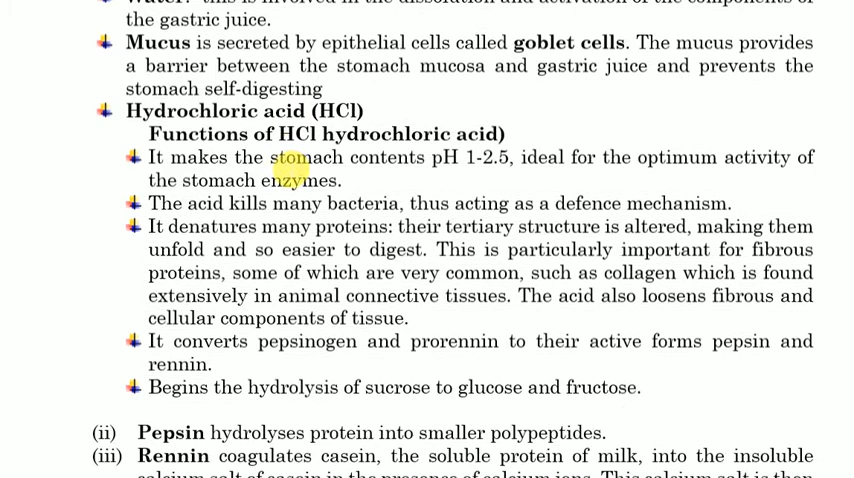 the gastric juice.
Mucus is secreted by epithelial cells called goblet cells. The mucus provides
a barrier between the stomach mucosa and gastric juice and prevents the
stomach self-digesting
Hydrochloric acid (HCl)
Functions of HCl hydrochloric acid)
It makes the stomach contents pH 1-2.5, ideal for the optimum activity of
the stomach enzymes.
The acid kills many bacteria, thus acting as a defence mechanism.
It denatures many proteins: their tertiary structure is altered, making them
unfold and so easier to digest. This is particularly important for fibrous
proteins, some of which are very common, such as collagen which is found
extensively in animal connective tissues. The acid also loosens fibrous and
cellular components of tissue.
It converts pepsinogen and prorennin to their active forms pepsin and
rennin.
Begins the hydrolysis of sucrose to glucose and fructose.
(ii) Pepsin hydrolyses protein into smaller polypeptides.
(iii) Rennin coagulates casein, the soluble protein of milk, into the insoluble